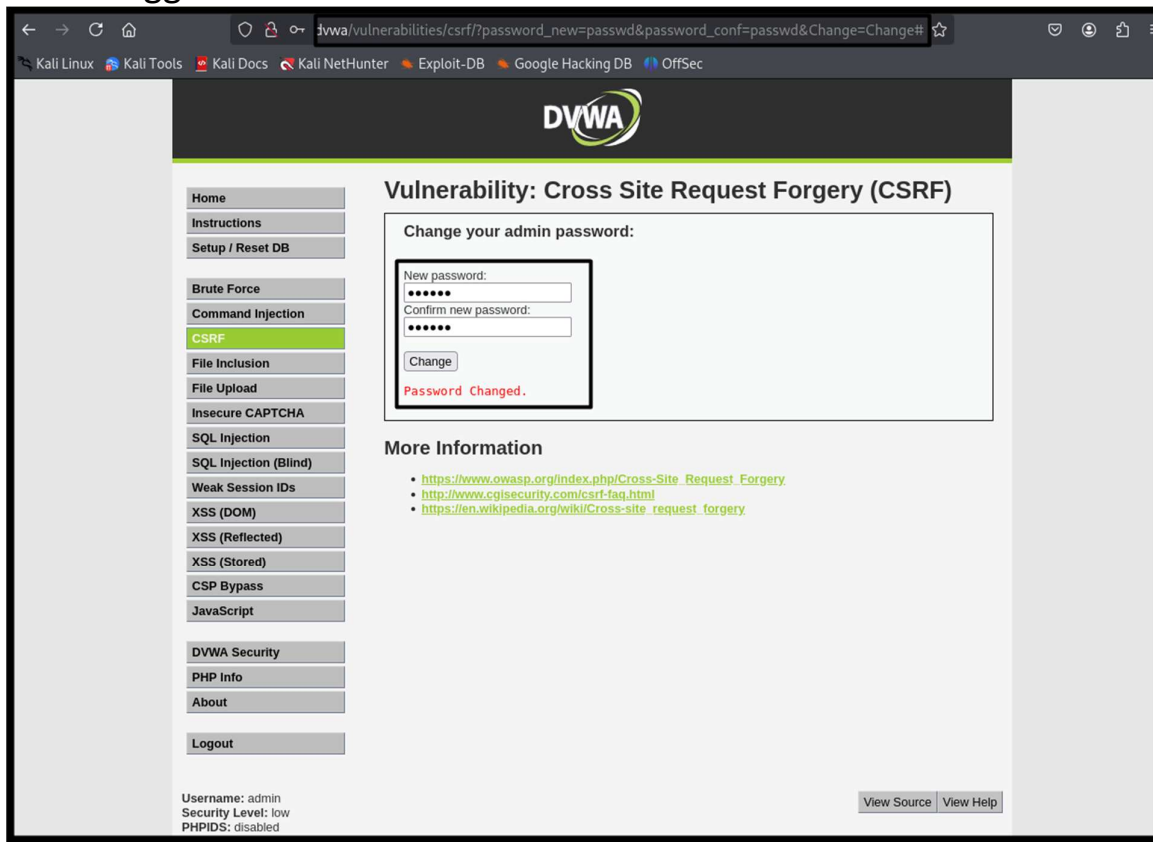 gg
dvwa/vulnerabilities/csrf/?password_new=passwd&password_conf=passwd&Change=Change#
Kali Linux Kali Tools Kali Docs Kali NetHunter Exploit-DB Google Hacking DB OffSec
DVWA
Home
Instructions
Setup / Reset DB
Brute Force
Command Injection
CSRF
File Inclusion
File Upload
Insecure CAPTCHA
SQL Injection
SQL Injection (Blind)
Weak Session IDs
XSS (DOM)
XSS (Reflected)
XSS (Stored)
CSP Bypass
JavaScript
DVWA Security
PHP Info
About
Logout
Vulnerability: Cross Site Request Forgery (CSRF)
Change your admin password:
New password:
••••••
Confirm new password:
••••••
Change
Password Changed.
More Information
• https://www.owasp.org/index.php/Cross-Site_Request_Forgery
• http://www.cgisecurity.com/csrf-faq.html
• https://en.wikipedia.org/wiki/Cross-site_request_forgery
Username: admin
Security Level: low
PHPIDS: disabled
View Source View Help